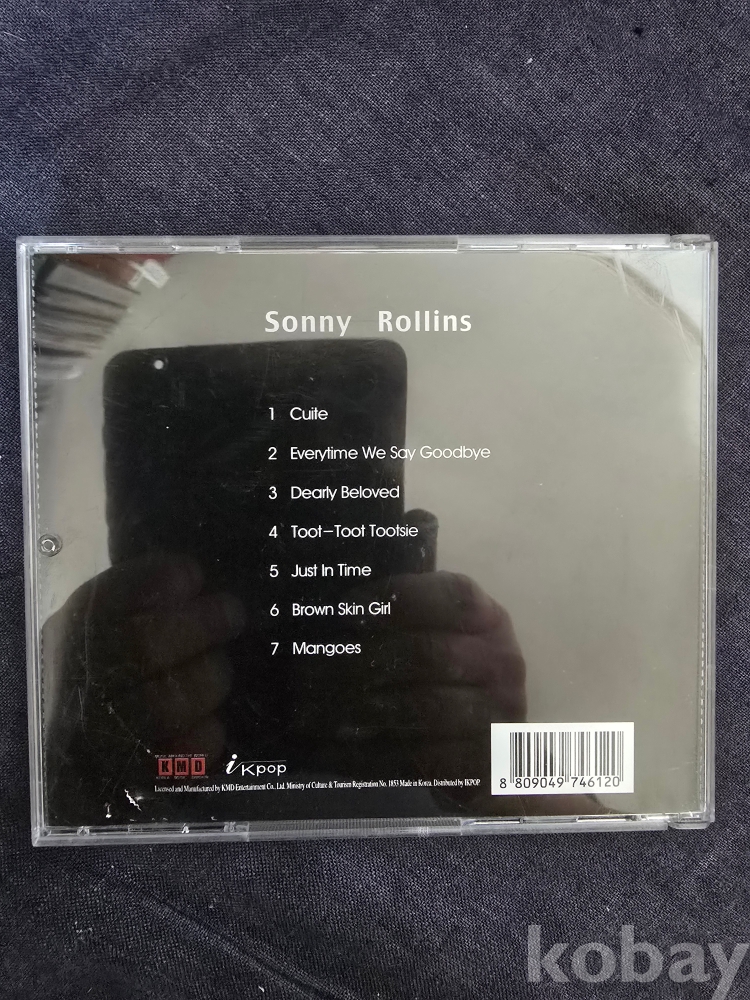 Sonny Rollins
1 Cuite
2 Everytime We Say Goodbye
3 Dearly Beloved
4 Toot-Toot Tootsie
5 Just In Time
6 Brown Skin Girl
7 Mangoes
KMD
iKpop
Licensed and Manufactured by KMD Entertainment Co., Ltd. Ministry of Culture & Tourism Registration No. 1853 Made in Korea. Distributed by IKPOP
8 809049 746120
kobay